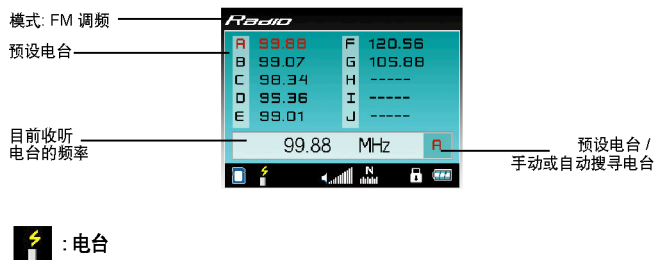 模式: FM 调频
Radio
预设电台
A 99.88 F 120.56
B 99.07 G 105.88
C 98.34 H -----
D 95.36 I -----
E 99.01 J -----
目前收听
电台的频率
99.88 MHz A
预设电台 /
手动或自动搜寻电台
N
: 电台